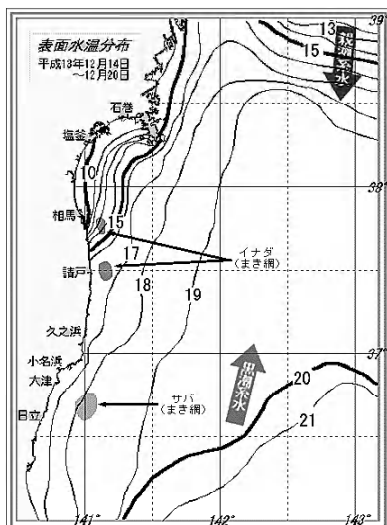 表面水温分布
平成13年12月14日
～12月20日
39°
13
15
親潮系水
石巻
塩釜
10
38°
相馬
15
イナダ
(まき網)
17
請戸
18
19
久之浜
37°
小名浜
黒潮系水
20
大津
21
サバ
(まき網)
日立
141°
142°
143°